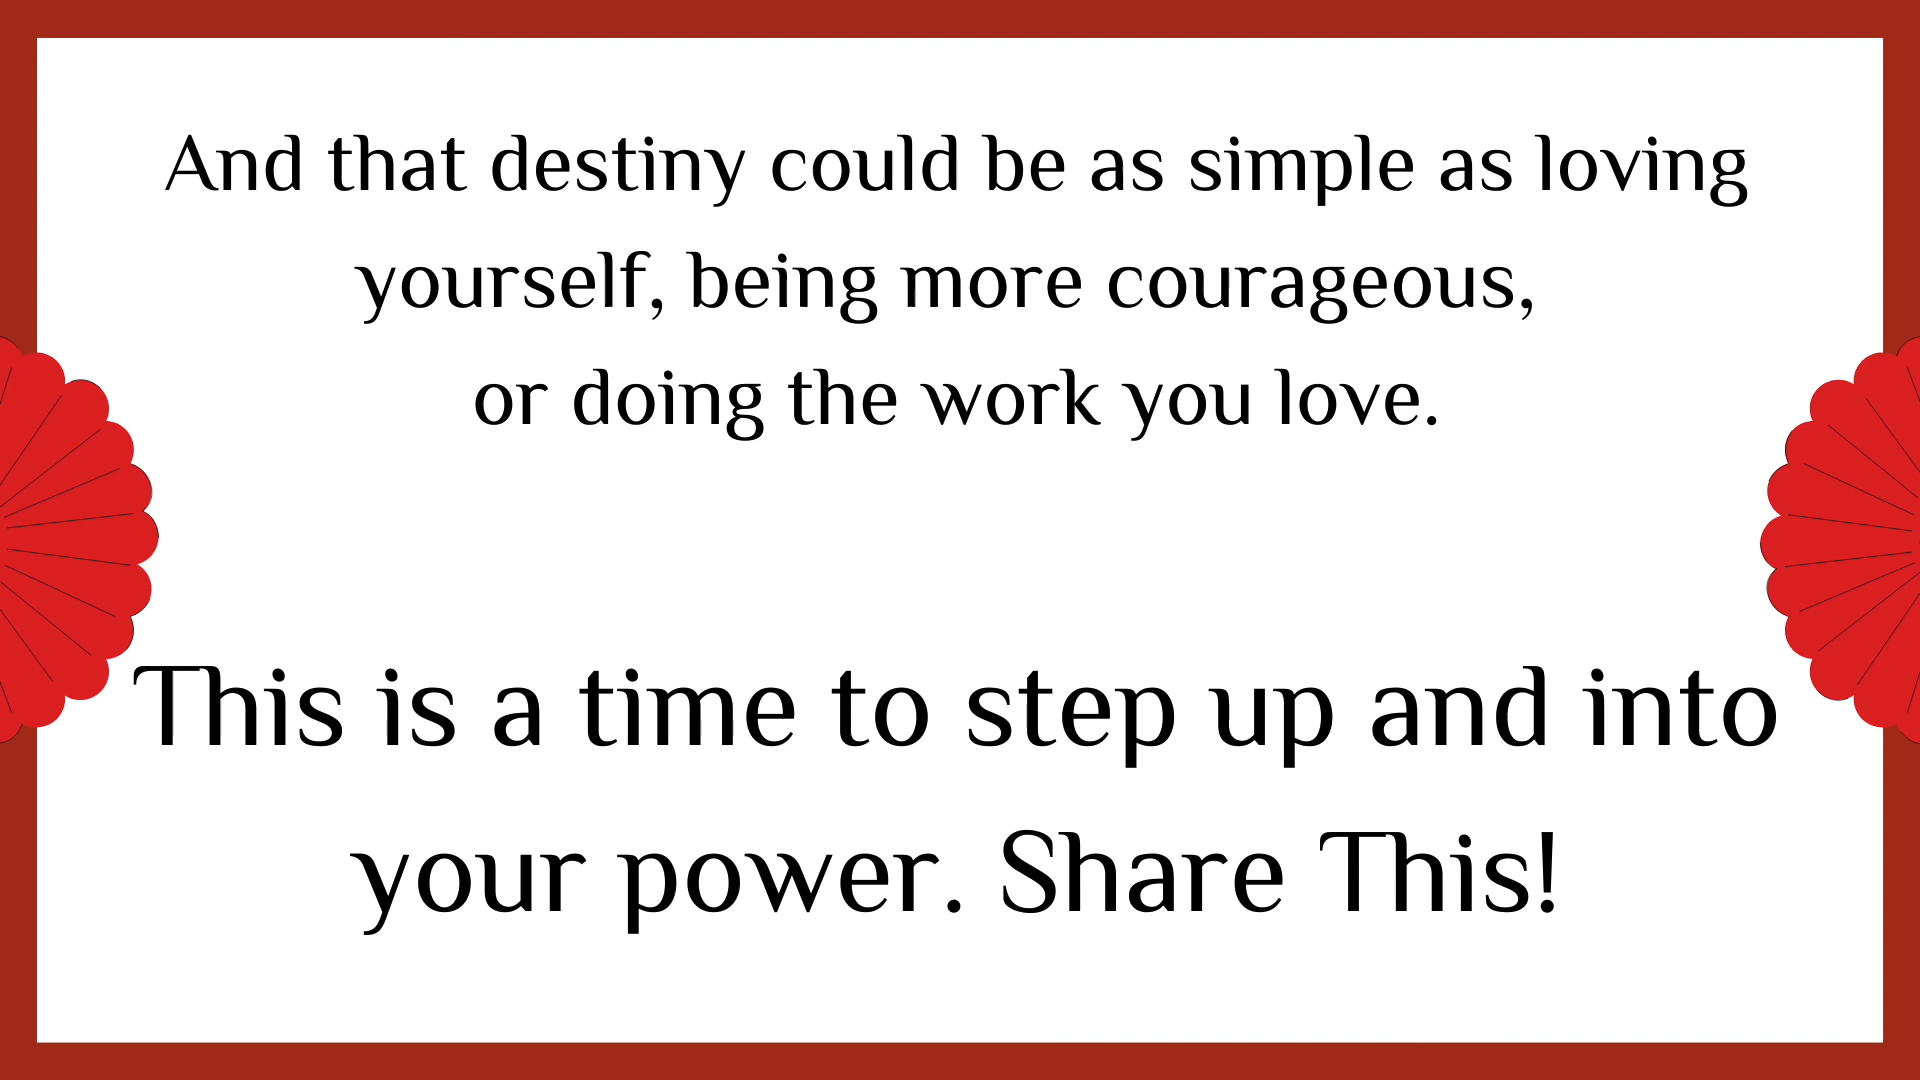 And that destiny could be as simple as loving
yourself, being more courageous,
or doing the work you love.
This is a time to step up and into
your power. Share This!